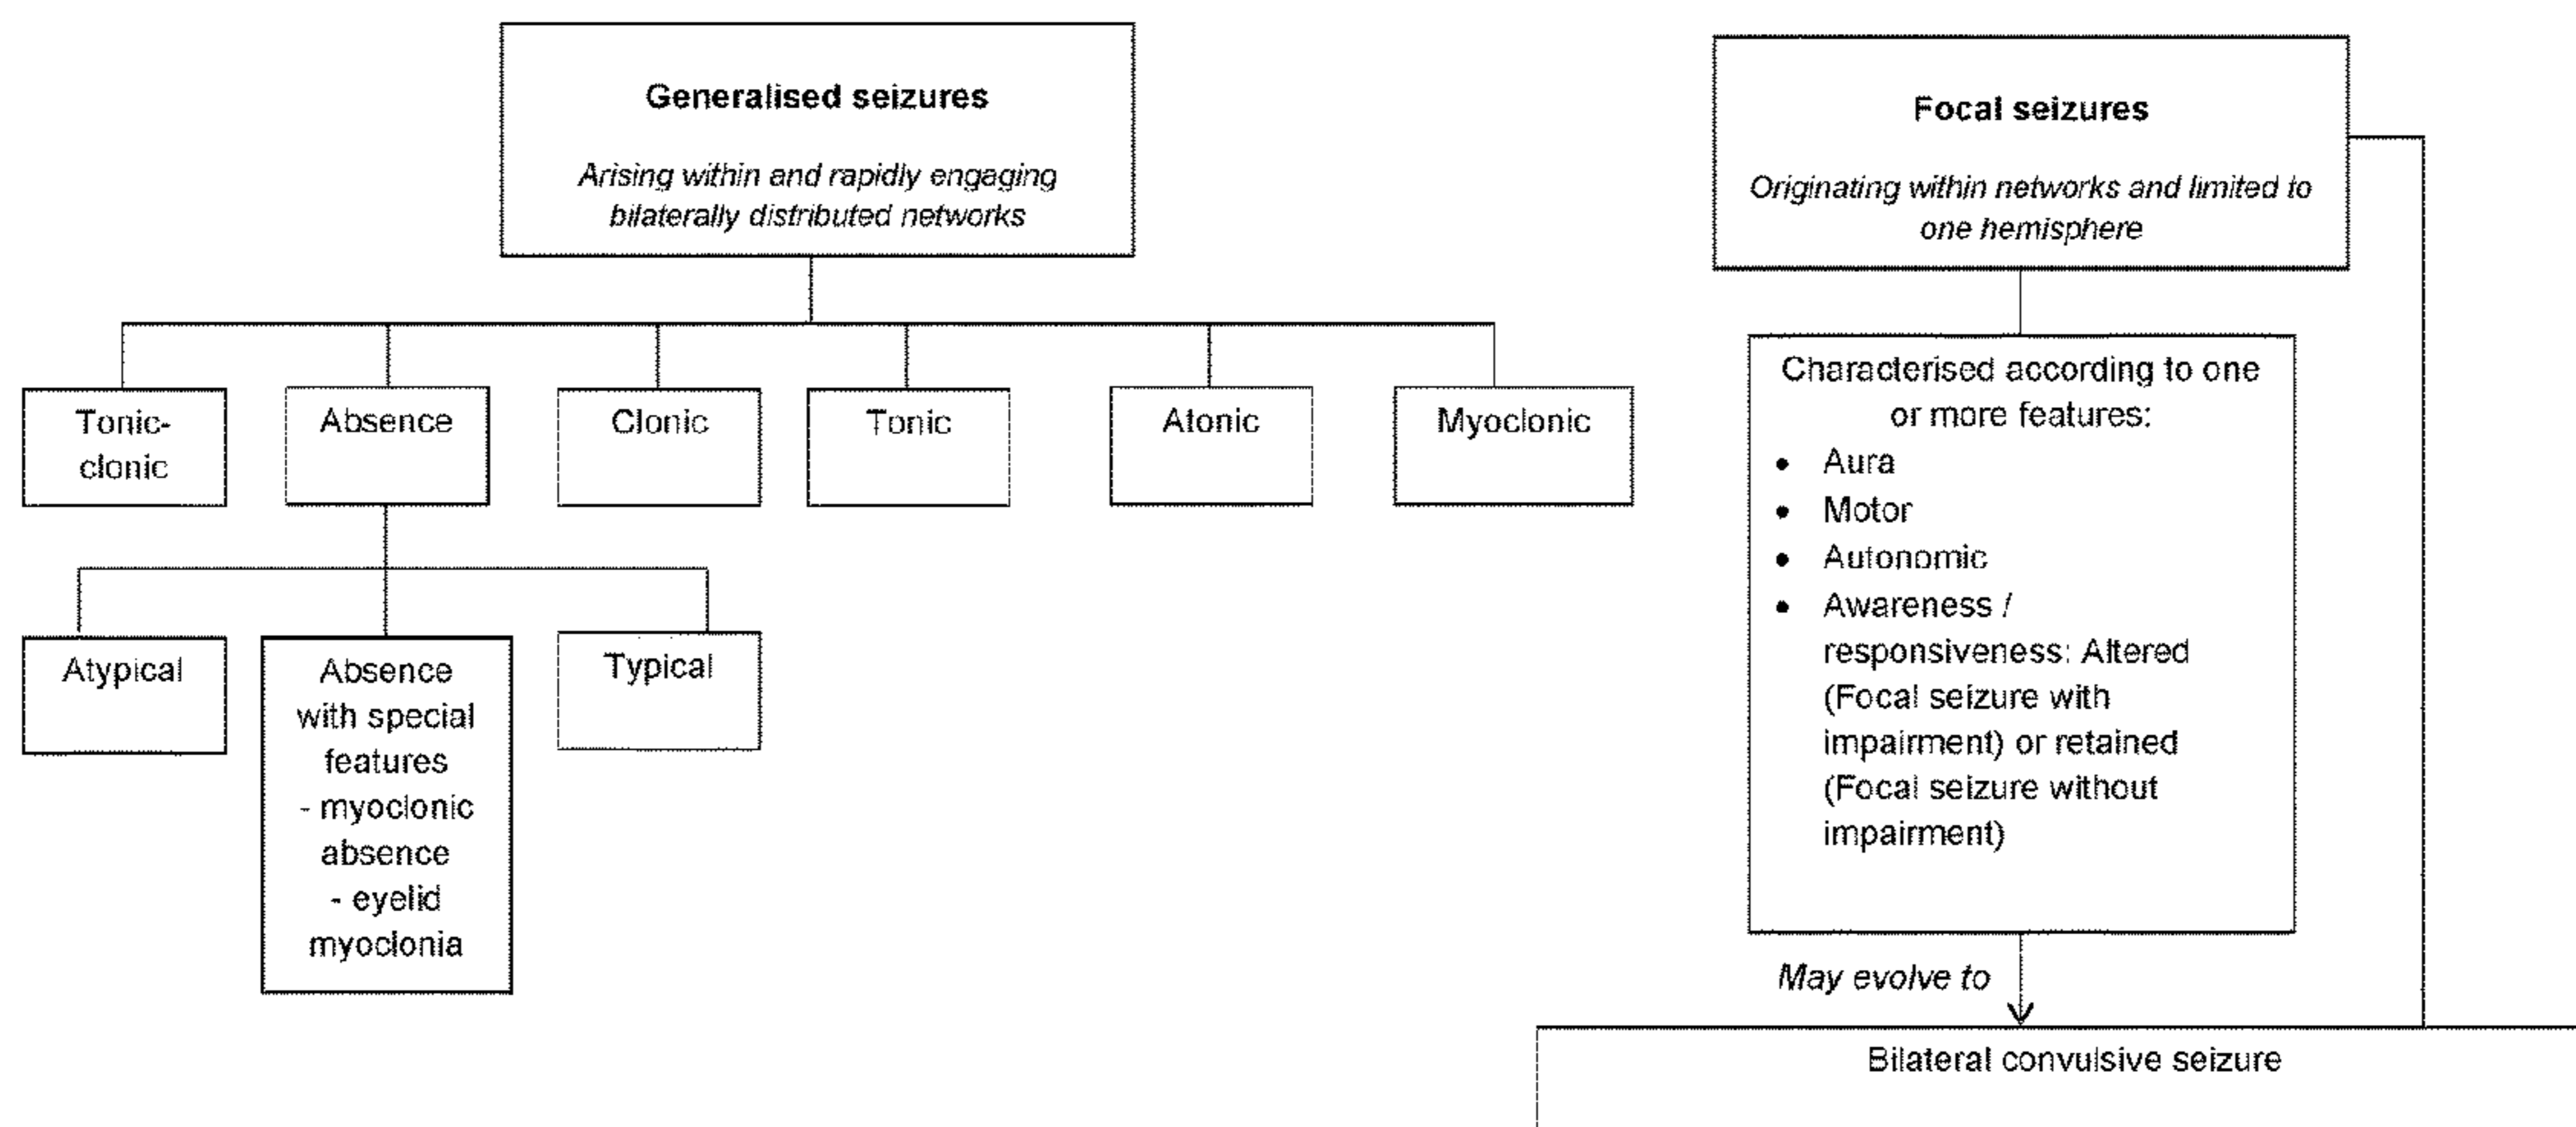 Generalised seizures
Arising within and rapidly engaging
bilaterally distributed networks
Tonic-
clonic
Absence
Clonic
Tonic
Atonic
Myoclonic
Atypical
Absence
with special
features
- myoclonic
absence
- eyelid
myoclonia
Typical
Focal seizures
Originating within networks and limited to
one hemisphere
Characterised according to one
or more features:
• Aura
• Motor
• Autonomic
• Awareness /
responsiveness: Altered
(Focal seizure with
impairment) or retained
(Focal seizure without
impairment)
May evolve to
Bilateral convulsive seizure